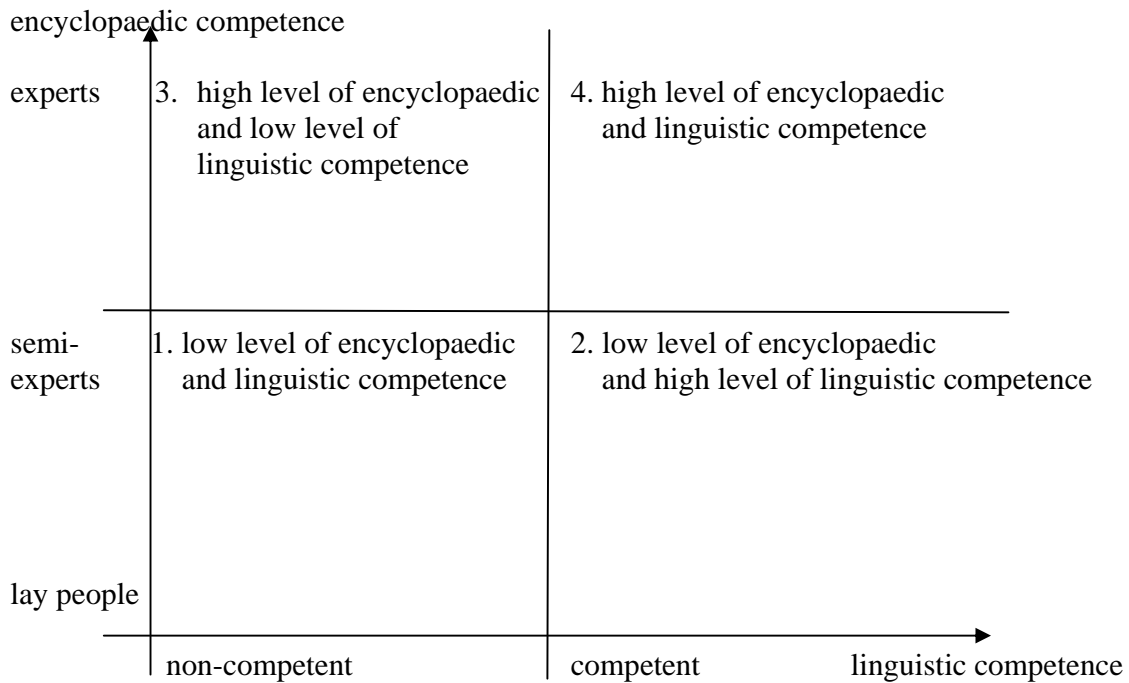 encyclopaedic competence
experts
3. high level of encyclopaedic
and low level of
linguistic competence
4. high level of encyclopaedic
and linguistic competence
semi-
experts
1. low level of encyclopaedic
and linguistic competence
2. low level of encyclopaedic
and high level of linguistic competence
lay people
non-competent
competent
linguistic competence